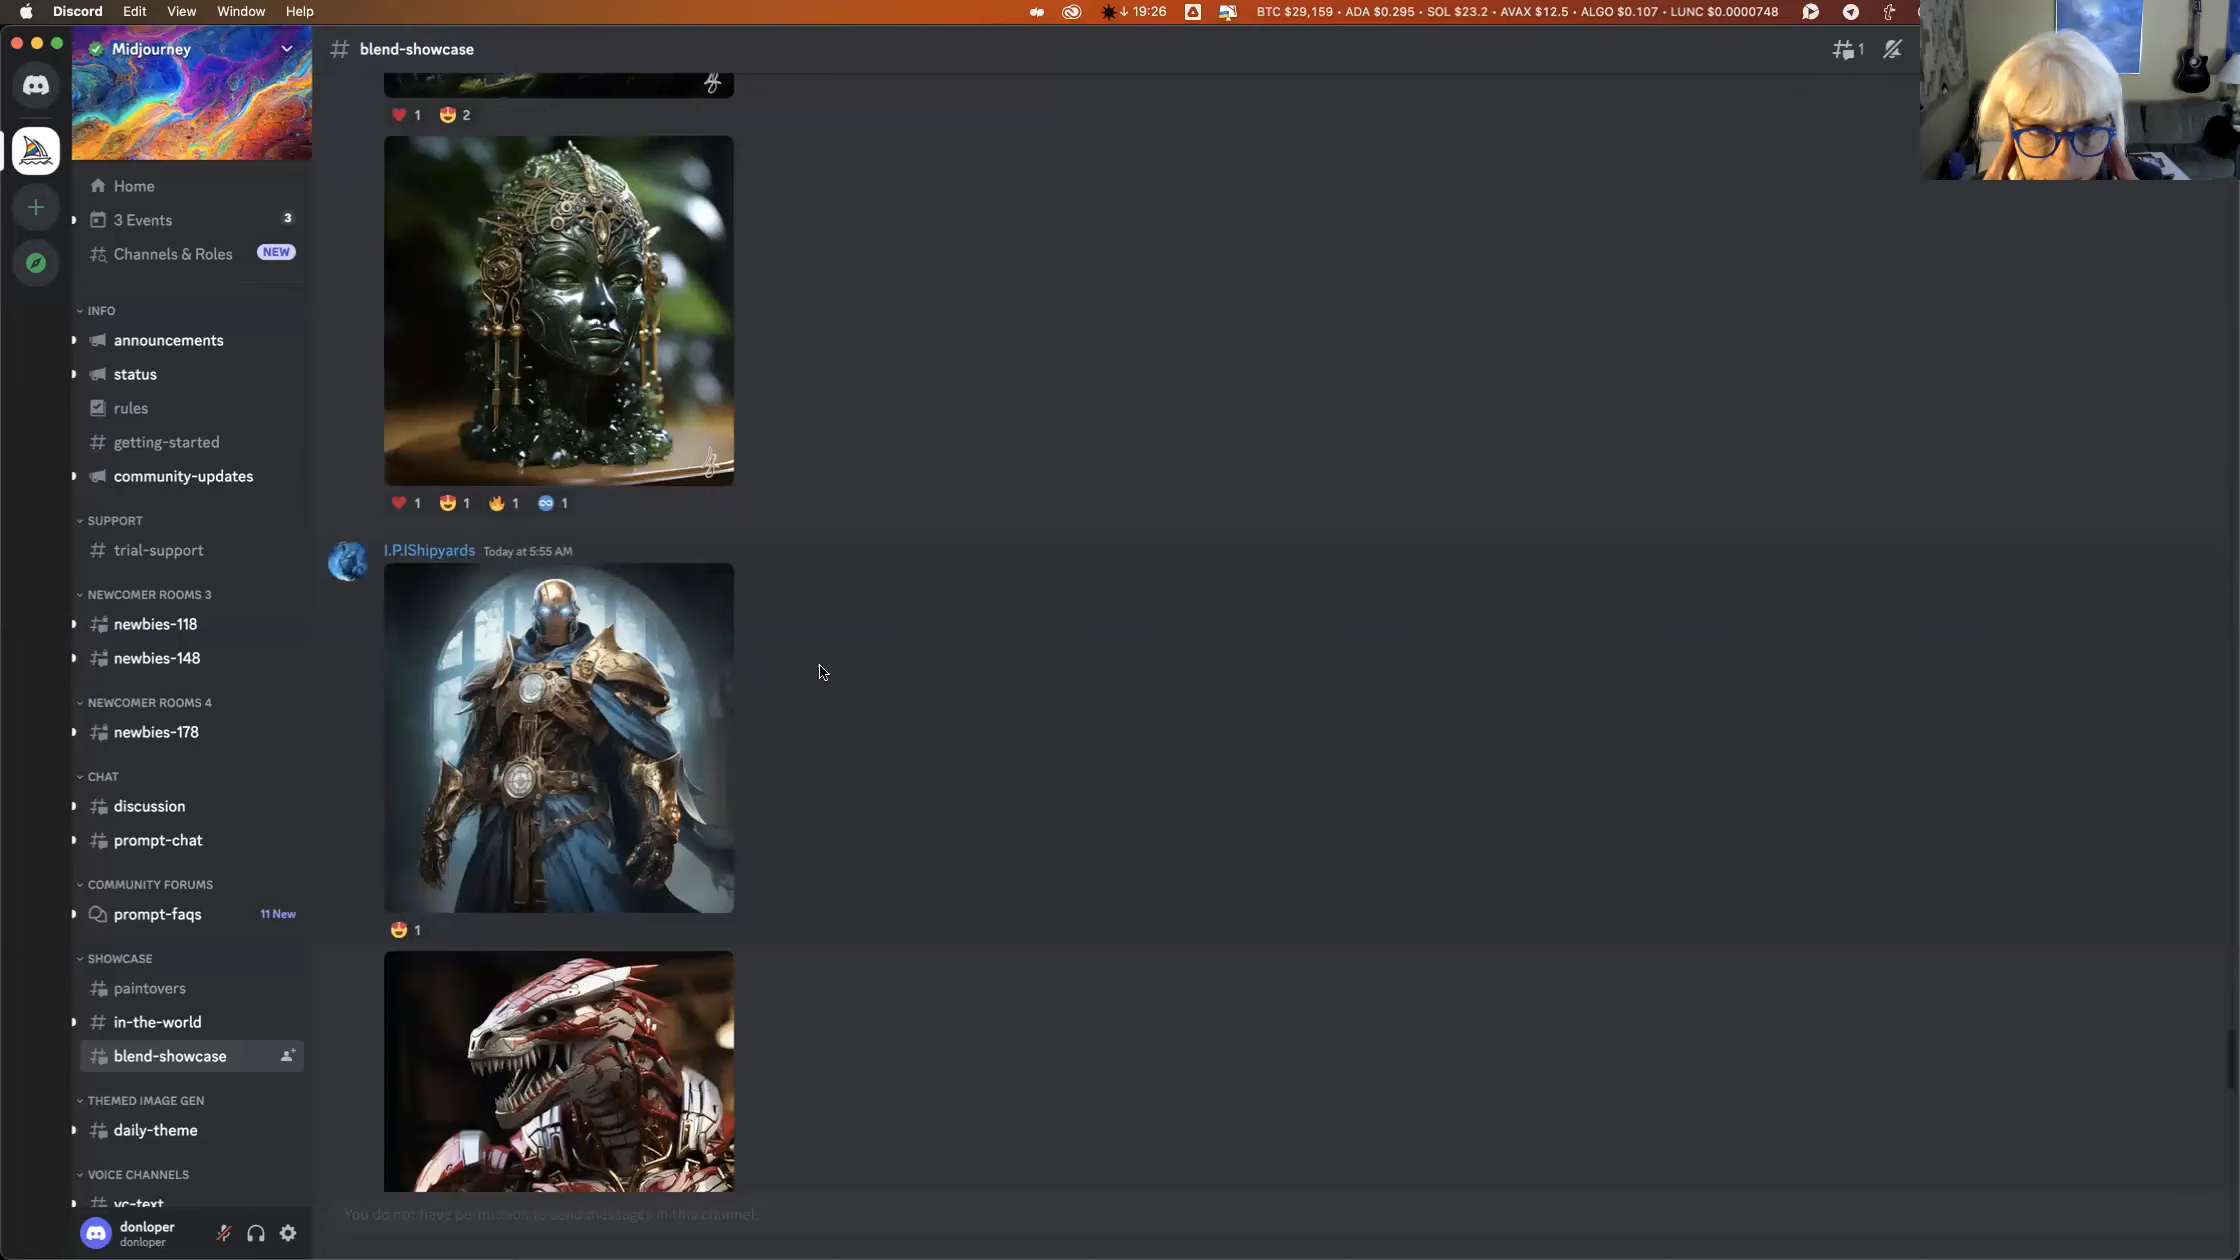 Discord Edit View Window Help
19:26
BTC $29,159 • ADA $0.295 • SOL $23.2 • AVAX $12.5 • ALGO $0.107 • LUNC $0.0000748
Midjourney
blend-showcase
1
1 2
Home
3 Events 3
Channels & Roles NEW
INFO
announcements
status
rules
getting-started
community-updates
SUPPORT
trial-support
NEWCOMER ROOMS 3
newbies-118
newbies-148
NEWCOMER ROOMS 4
newbies-178
CHAT
discussion
prompt-chat
COMMUNITY FORUMS
prompt-faqs 11 New
SHOWCASE
paintovers
in-the-world
blend-showcase
THEMED IMAGE GEN
daily-theme
VOICE CHANNELS
vc-text
donloper
donloper
1 1 1 1
I.P.IShipyards Today at 5:55 AM
1
You do not have permission to send messages in this channel.